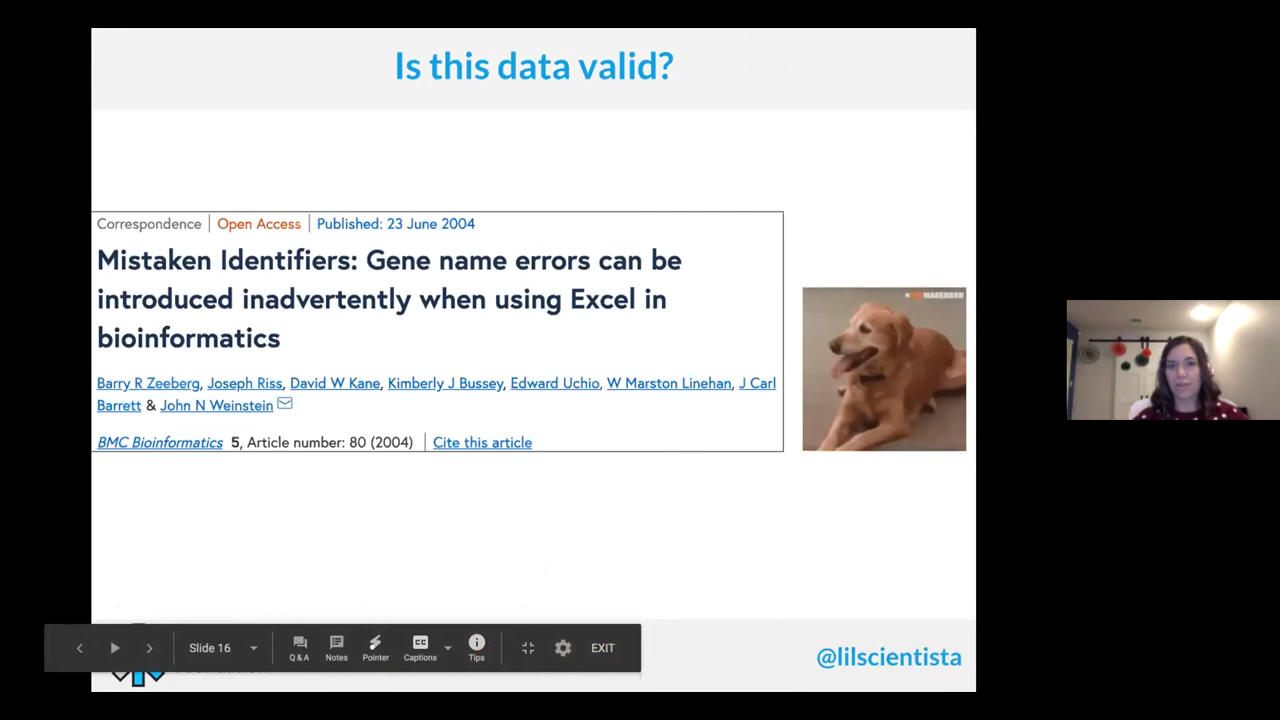 Is this data valid?
Correspondence | Open Access | Published: 23 June 2004
Mistaken Identifiers: Gene name errors can be
introduced inadvertently when using Excel in
bioinformatics
Barry R Zeeberg, Joseph Riss, David W Kane, Kimberly J Bussey, Edward Uchio, W Marston Linehan, J Carl
Barrett & John N Weinstein
BMC Bioinformatics 5, Article number: 80 (2004) | Cite this article
Slide 16
Q & A
Notes
Pointer
CC
Captions
Tips
EXIT
@lilscientista